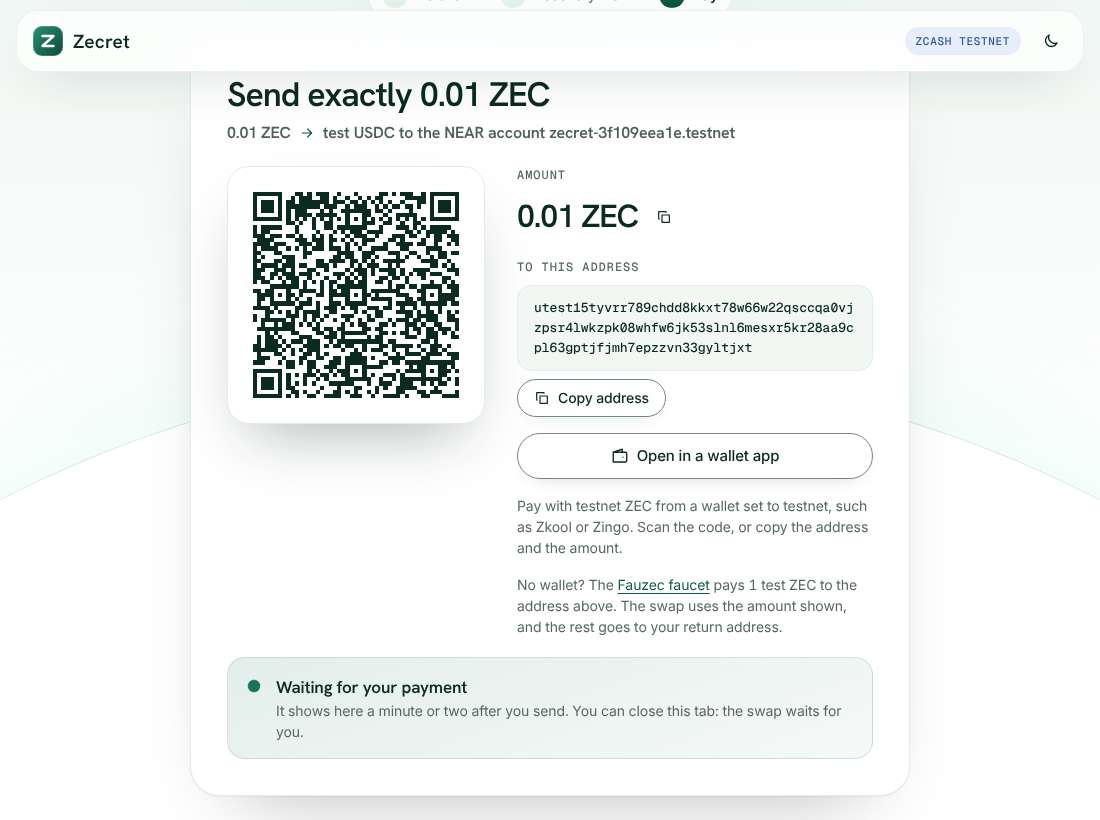 Zecret
ZCASH TESTNET
Send exactly 0.01 ZEC
0.01 ZEC → test USDC to the NEAR account zecret-3f109eea1e.testnet
AMOUNT
0.01 ZEC
TO THIS ADDRESS
utest15tyvrr789chdd8kkxt78w66w22qsccqa0vj
zpsr4lwkzpk08whfw6jk53slnl6mesxr5kr28aa9c
pl63gptjfjmh7epzzvn33gyltjxt
Copy address
Open in a wallet app
Pay with testnet ZEC from a wallet set to testnet, such
as Zkool or Zingo. Scan the code, or copy the address
and the amount.
No wallet? The Fauzec faucet pays 1 test ZEC to the
address above. The swap uses the amount shown,
and the rest goes to your return address.
Waiting for your payment
It shows here a minute or two after you send. You can close this tab: the swap waits for
you.